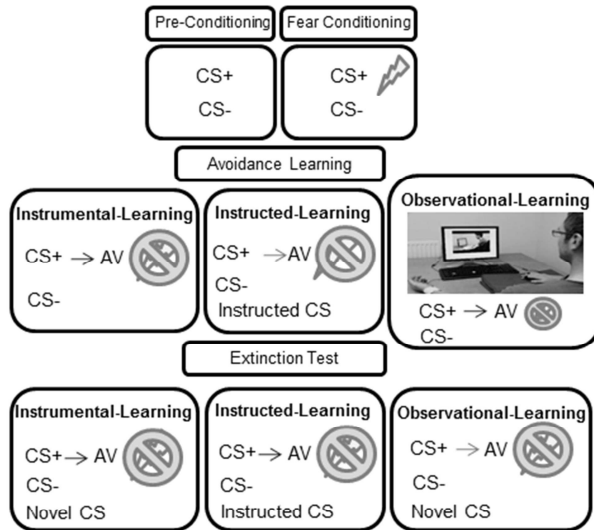 Pre-Conditioning
Fear Conditioning
CS+
CS-
CS+
CS-
Avoidance Learning
Instrumental-Learning
CS+ → AV
CS-
Instructed-Learning
CS+ → AV
CS-
Instructed CS
Observational-Learning
CS+ → AV
CS-
Extinction Test
Instrumental-Learning
CS+ → AV
CS-
Novel CS
Instructed-Learning
CS+ → AV
CS-
Instructed CS
Observational-Learning
CS+ → AV
CS-
Novel CS